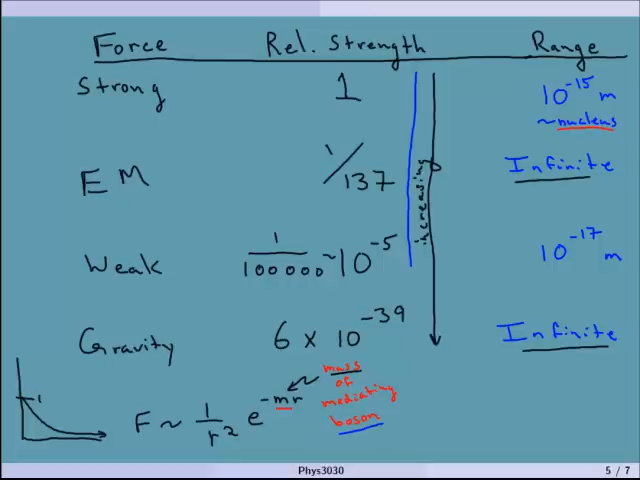 Force Rel. Strength Range
Strong 1 10^-15 m
~nucleus
EM 1/137 Infinite
increasing
Weak 1/100000 ~10^-5 10^-17 m
Gravity 6 x 10^-39 Infinite
1
F ~ 1/r^2 e^-mr
mass
of
mediating
boson
Phys3030 5 / 7